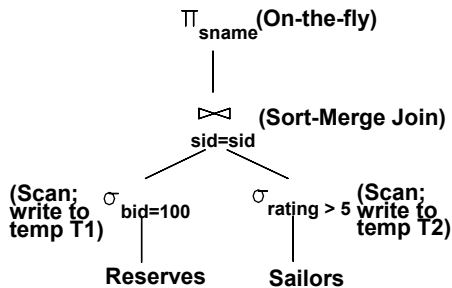 π sname (On-the-fly)
⋈ (Sort-Merge Join)
sid=sid
(Scan; write to temp T1) σ bid=100
σ rating > 5 (Scan; write to temp T2)
Reserves
Sailors